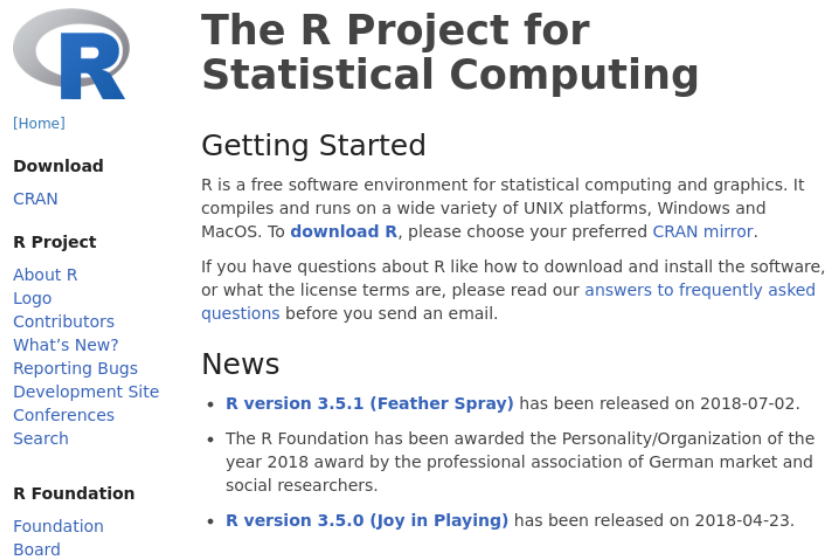 R
[Home]
Download
CRAN
R Project
About R
Logo
Contributors
What’s New?
Reporting Bugs
Development Site
Conferences
Search
R Foundation
Foundation
Board
The R Project for
Statistical Computing
Getting Started
R is a free software environment for statistical computing and graphics. It
compiles and runs on a wide variety of UNIX platforms, Windows and
MacOS. To download R, please choose your preferred CRAN mirror.
If you have questions about R like how to download and install the software,
or what the license terms are, please read our answers to frequently asked
questions before you send an email.
News
• R version 3.5.1 (Feather Spray) has been released on 2018-07-02.
• The R Foundation has been awarded the Personality/Organization of the
year 2018 award by the professional association of German market and
social researchers.
• R version 3.5.0 (Joy in Playing) has been released on 2018-04-23.